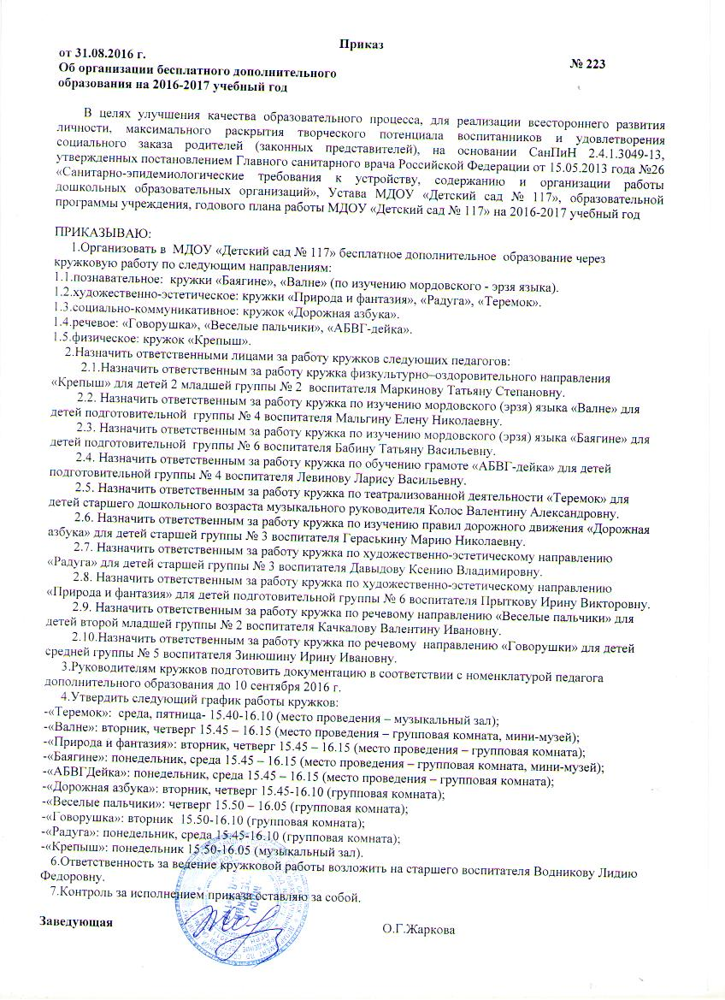 Приказ
от 31.08.2016 г.
№ 223
Об организации бесплатного дополнительного
образования на 2016-2017 учебный год
В целях улучшения качества образовательного процесса, для реализации всестороннего развития
личности, максимального раскрытия творческого потенциала воспитанников и удовлетворения
социального заказа родителей (законных представителей), на основании СанПиН 2.4.1.3049-13,
утвержденных постановлением Главного санитарного врача Российской Федерации от 15.05.2013 года №26
«Санитарно-эпидемиологические требования к устройству, содержанию и организации работы
дошкольных образовательных организаций», Устава МДОУ «Детский сад № 117», образовательной
программы учреждения, годового плана работы МДОУ «Детский сад № 117» на 2016-2017 учебный год
ПРИКАЗЫВАЮ:
1.Организовать в МДОУ «Детский сад № 117» бесплатное дополнительное образование через
кружковую работу по следующим направлениям:
1.1.познавательное: кружки «Баягине», «Валне» (по изучению мордовского - эрзя языка).
1.2.художественно-эстетическое: кружки «Природа и фантазия», «Радуга», «Теремок».
1.3.социально-коммуникативное: кружок «Дорожная азбука».
1.4.речевое: «Говорушка», «Веселые пальчики», «АБВГ-дейка».
1.5.физическое: кружок «Крепыш».
2.Назначить ответственными лицами за работу кружков следующих педагогов:
2.1.Назначить ответственным за работу кружка физкультурно–оздоровительного направления
«Крепыш» для детей 2 младшей группы № 2 воспитателя Маркинову Татьяну Степановну.
2.2. Назначить ответственным за работу кружка по изучению мордовского (эрзя) языка «Валне» для
детей подготовительной группы № 4 воспитателя Мальгину Елену Николаевну.
2.3. Назначить ответственным за работу кружка по изучению мордовского (эрзя) языка «Баягине» для
детей подготовительной группы № 6 воспитателя Бабину Татьяну Васильевну.
2.4. Назначить ответственным за работу кружка по обучению грамоте «АБВГ-дейка» для детей
подготовительной группы № 4 воспитателя Левинову Ларису Васильевну.
2.5. Назначить ответственным за работу кружка по театрализованной деятельности «Теремок» для
детей старшего дошкольного возраста музыкального руководителя Колос Валентину Александровну.
2.6. Назначить ответственным за работу кружка по изучению правил дорожного движения «Дорожная
азбука» для детей старшей группы № 3 воспитателя Гераськину Марию Николаевну.
2.7. Назначить ответственным за работу кружка по художественно-эстетическому направлению
«Радуга» для детей старшей группы № 3 воспитателя Давыдову Ксению Владимировну.
2.8. Назначить ответственным за работу кружка по художественно-эстетическому направлению
«Природа и фантазия» для детей подготовительной группы № 6 воспитателя Прыткову Ирину Викторовну.
2.9. Назначить ответственным за работу кружка по речевому направлению «Веселые пальчики» для
детей второй младшей группы № 2 воспитателя Качкалову Валентину Ивановну.
2.10.Назначить ответственным за работу кружка по речевому направлению «Говорушки» для детей
средней группы № 5 воспитателя Зинюшину Ирину Ивановну.
3.Руководителям кружков подготовить документацию в соответствии с номенклатурой педагога
дополнительного образования до 10 сентября 2016 г.
4.Утвердить следующий график работы кружков:
-«Теремок»: среда, пятница- 15.40-16.10 (место проведения – музыкальный зал);
-«Валне»: вторник, четверг 15.45 – 16.15 (место проведения – групповая комната, мини-музей);
-«Природа и фантазия»: вторник, четверг 15.45 – 16.15 (место проведения – групповая комната);
-«Баягине»: понедельник, среда 15.45 – 16.15 (место проведения – групповая комната, мини-музей);
-«АБВГДейка»: понедельник, среда 15.45 – 16.15 (место проведения – групповая комната);
-«Дорожная азбука»: вторник, четверг 15.45-16.10 (групповая комната);
-«Веселые пальчики»: четверг 15.50 – 16.05 (групповая комната);
-«Говорушка»: вторник 15.50-16.10 (групповая комната);
-«Радуга»: понедельник, среда 15.45-16.10 (групповая комната);
-«Крепыш»: понедельник 15.50-16.05 (музыкальный зал).
6.Ответственность за ведение кружковой работы возложить на старшего воспитателя Водникову Лидию
Федоровну.
7.Контроль за исполнением приказа оставляю за собой.
Заведующая
О.Г.Жаркова